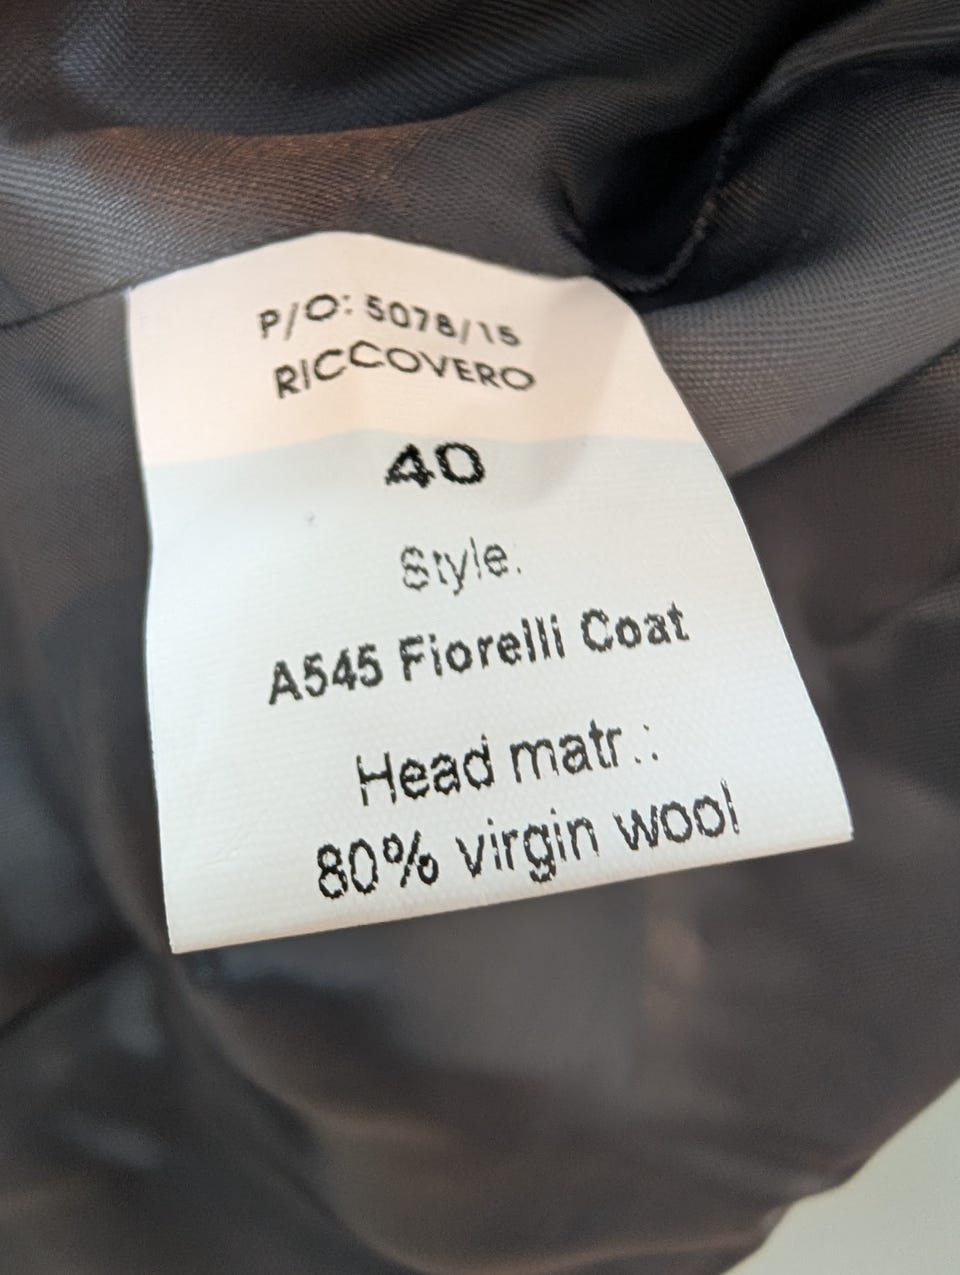 P/O: 5078/15
RICCOVERO
40
Style:
A545 Fiorelli Coat
Head matr.:
80% virgin wool